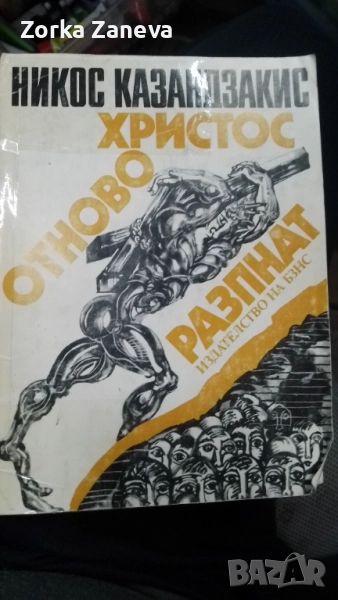 Zorka Zaneva
НИКОС КАЗАНДЗАКИС
ХРИСТОС
ОТНОВО
РАЗПНАТ
ИЗДАТЕЛСТВО НА БЗНС
BAZAR